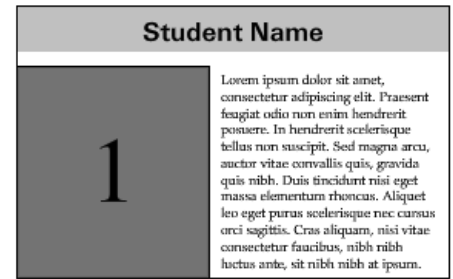 Student Name
1
Lorem ipsum dolor sit amet,
consectetur adipiscing elit. Praesent
feugiat odio non enim hendrerit
posuere. In hendrerit scelerisque
tellus non suscipit. Sed magna arcu,
auctor vitae convallis quis, gravida
quis nibh. Duis tincidunt nisi eget
massa elementum rhoncus. Aliquet
leo eget purus scelerisque nec cursus
orci sagittis. Cras aliquam, nisi vitae
consectetur faucibus, nibh nibh
luctus ante, sit nibh nibh at ipsum.